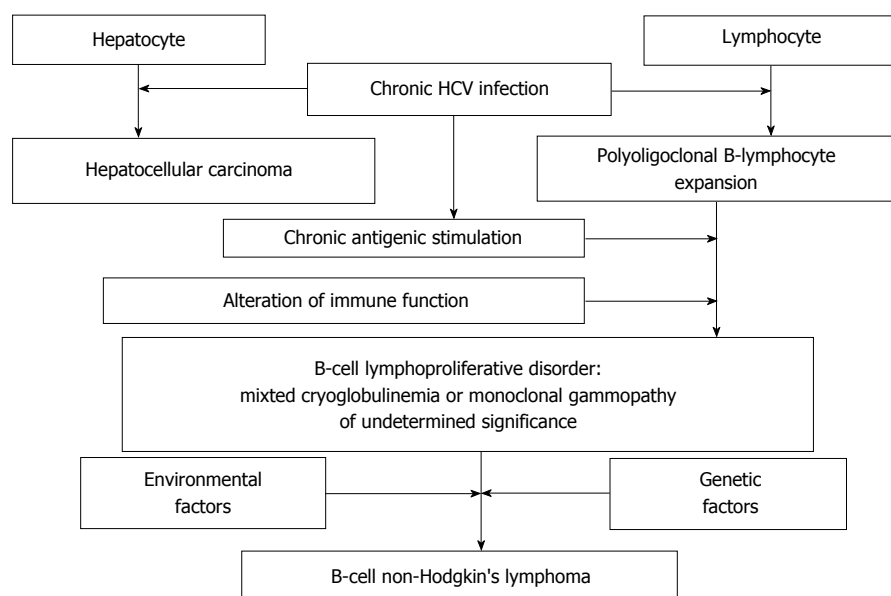 Hepatocyte
Lymphocyte
Chronic HCV infection
Hepatocellular carcinoma
Polyoligoclonal B-lymphocyte
expansion
Chronic antigenic stimulation
Alteration of immune function
B-cell lymphoproliferative disorder:
mixted cryoglobulinemia or monoclonal gammopathy
of undetermined significance
Environmental
factors
Genetic
factors
B-cell non-Hodgkin's lymphoma